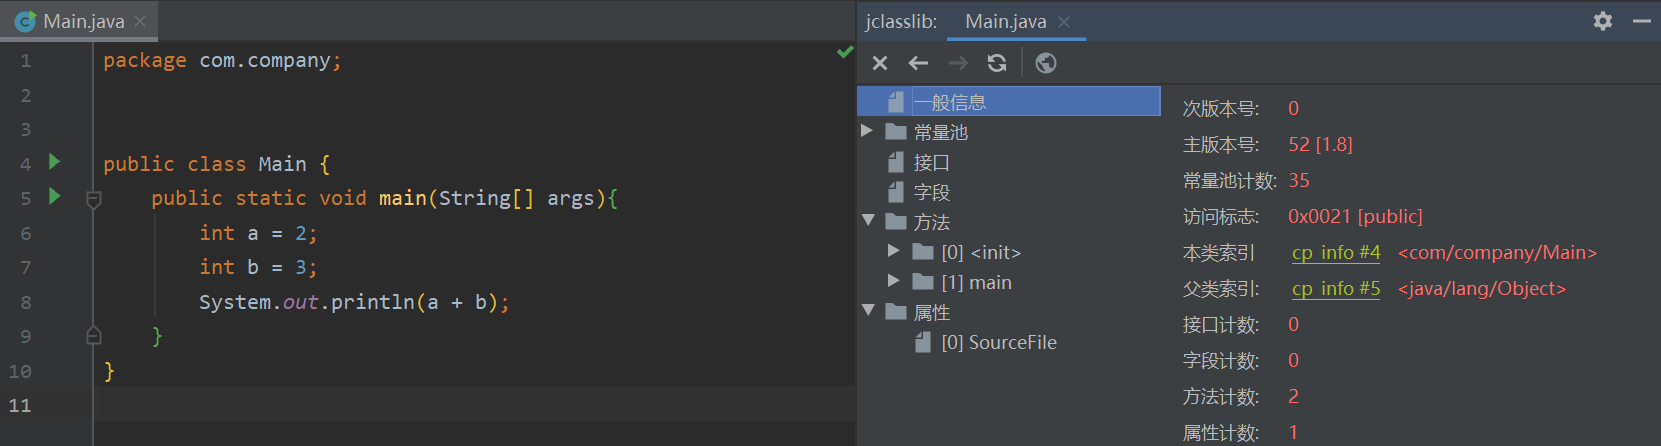 Main.java
1 package com.company;
2
3
4 public class Main {
5 public static void main(String[] args){
6 int a = 2;
7 int b = 3;
8 System.out.println(a + b);
9 }
10 }
11
jclasslib: Main.java
一般信息
常量池
接口
字段
方法
[0] <init>
[1] main
属性
[0] SourceFile
次版本号: 0
主版本号: 52 [1.8]
常量池计数: 35
访问标志: 0x0021 [public]
本类索引 cp_info #4 <com/company/Main>
父类索引: cp_info #5 <java/lang/Object>
接口计数: 0
字段计数: 0
方法计数: 2
属性计数: 1